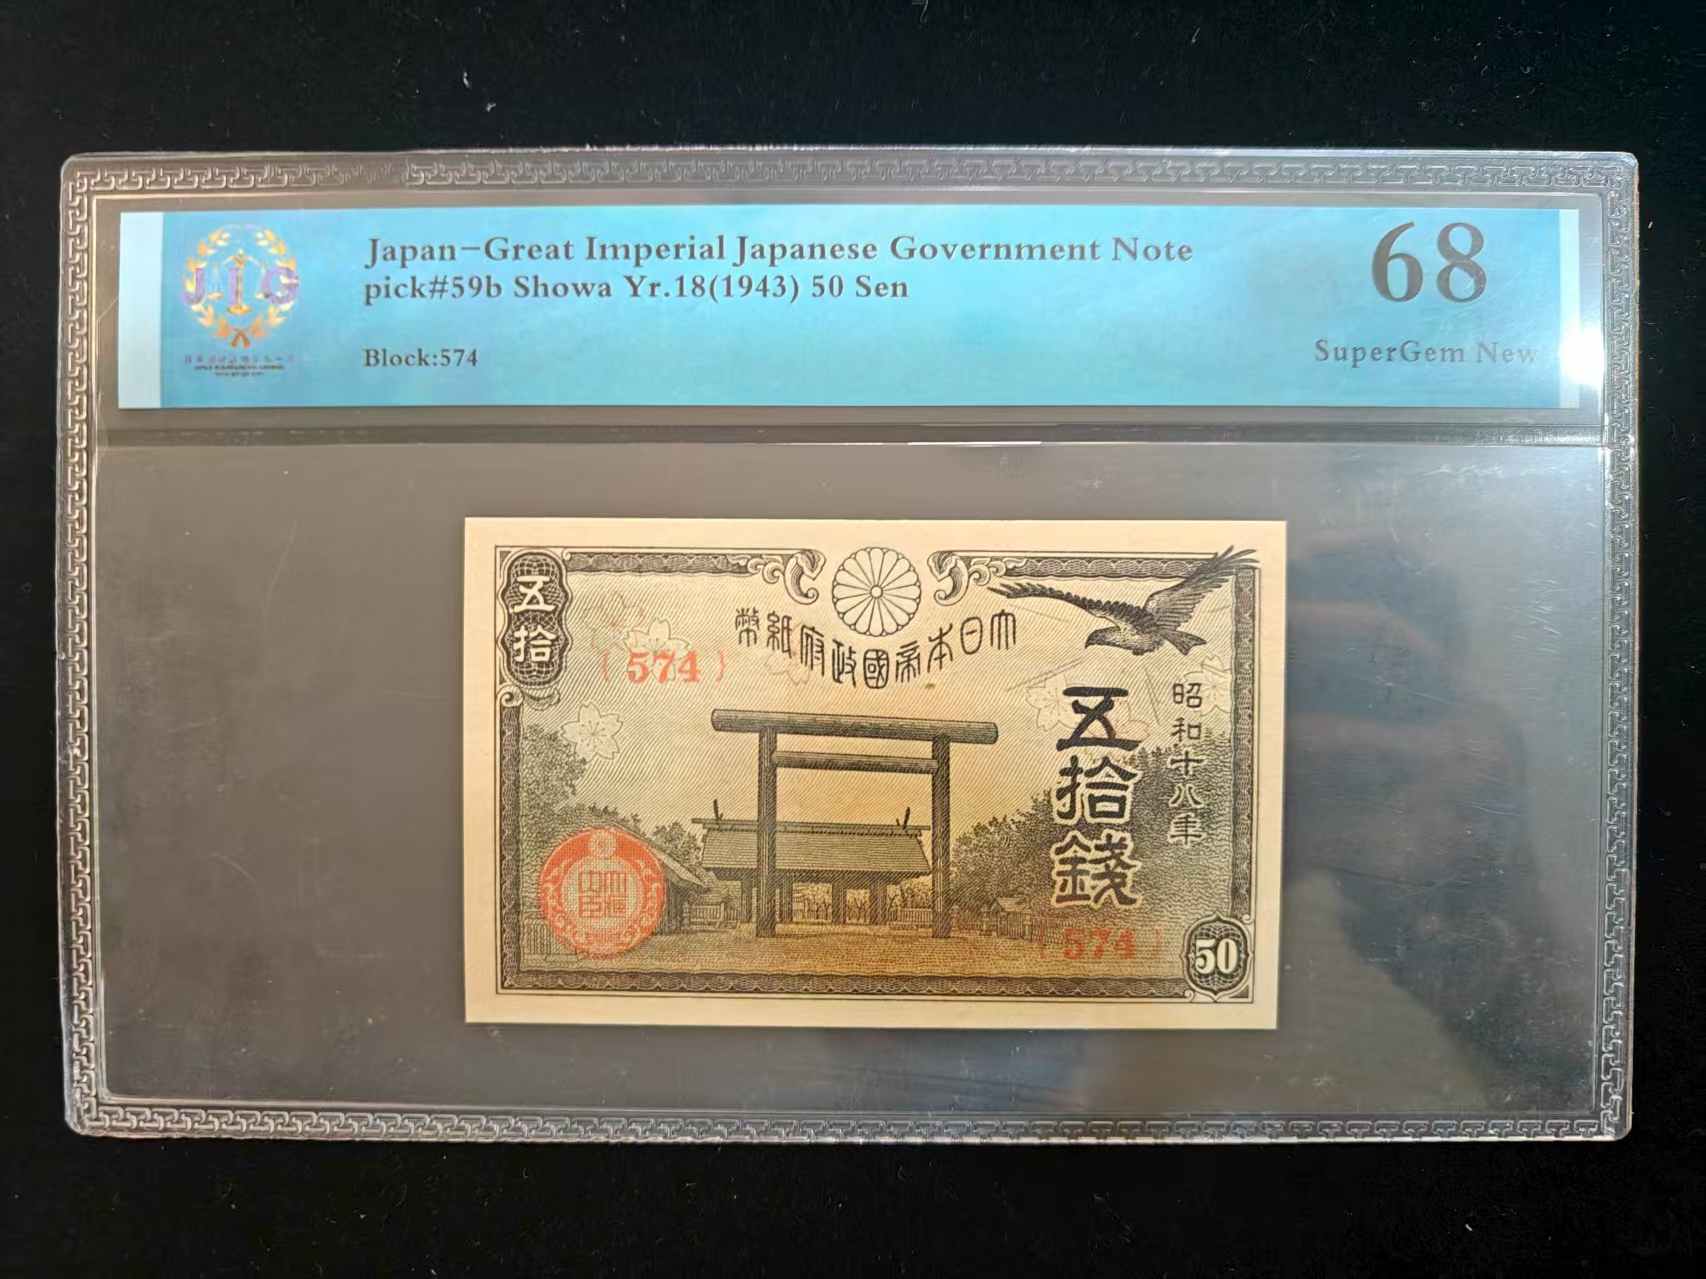 JIG
Japan-Great Imperial Japanese Government Note
pick#59b Showa Yr.18(1943) 50 Sen
Block:574
68
SuperGem New
五拾
大日本帝國政府紙幣
(574)
昭和十八年
五拾錢
(574)
50